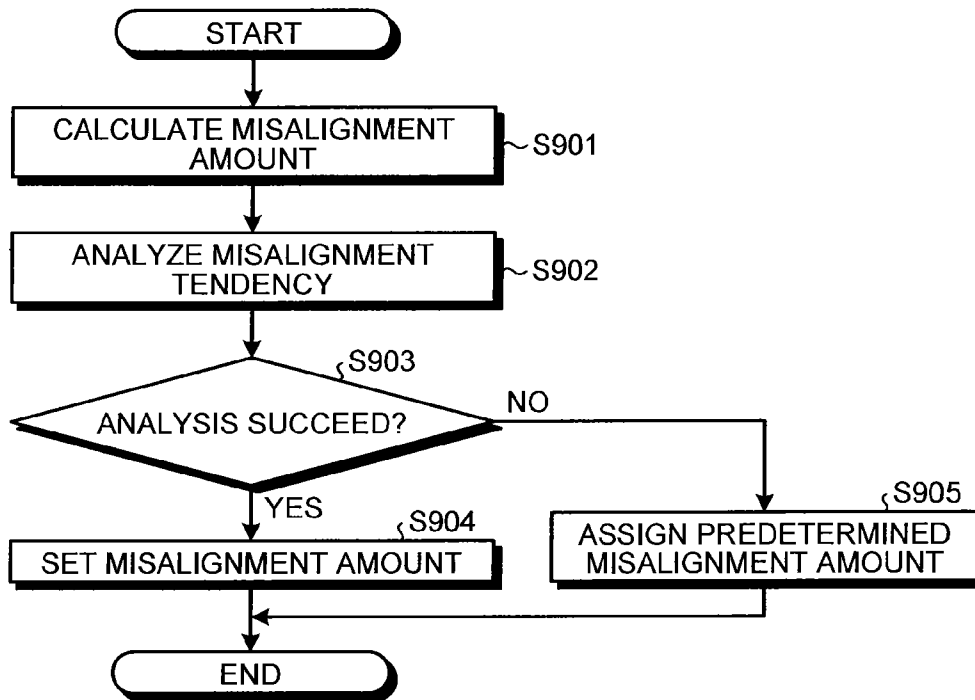 START
CALCULATE MISALIGNMENT
AMOUNT
S901
ANALYZE MISALIGNMENT
TENDENCY
S902
S903
ANALYSIS SUCCEED?
NO
YES
S904
SET MISALIGNMENT AMOUNT
S905
ASSIGN PREDETERMINED
MISALIGNMENT AMOUNT
END